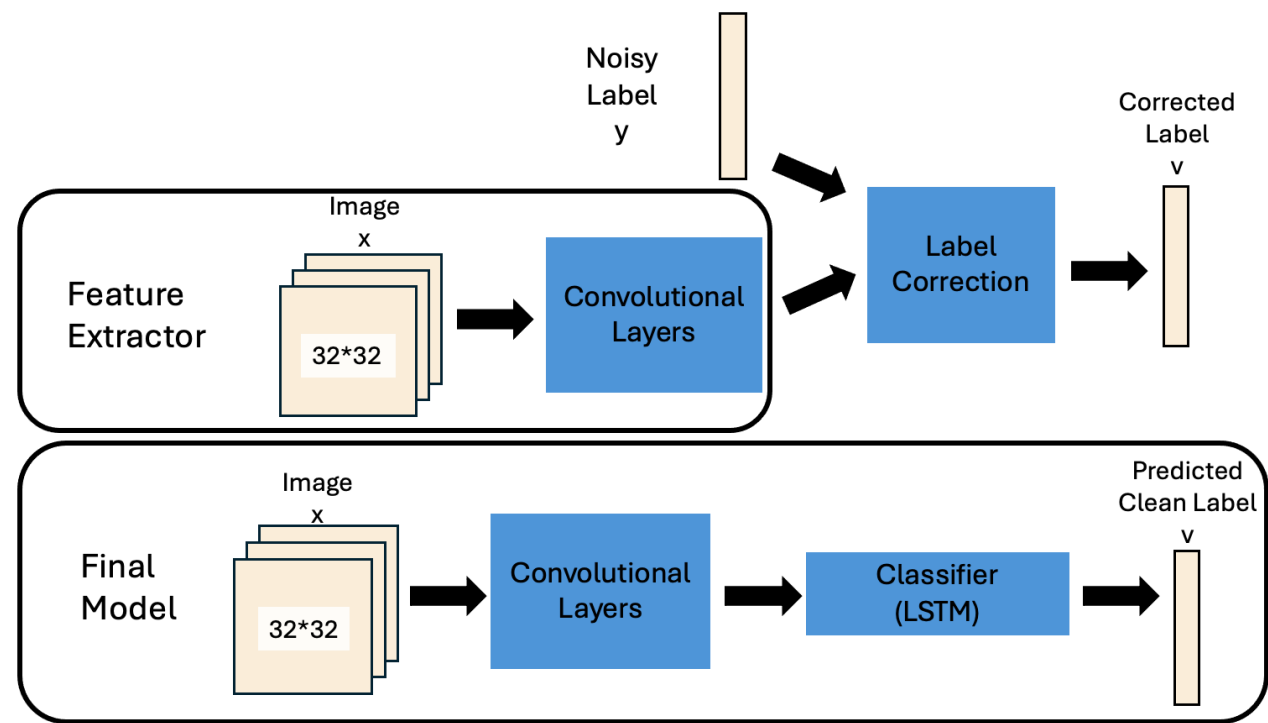 Noisy
Label
y
Corrected
Label
v
Image
x
Feature
Extractor
32*32
Convolutional
Layers
Label
Correction
Image
x
Final
Model
32*32
Convolutional
Layers
Classifier
(LSTM)
Predicted
Clean Label
v